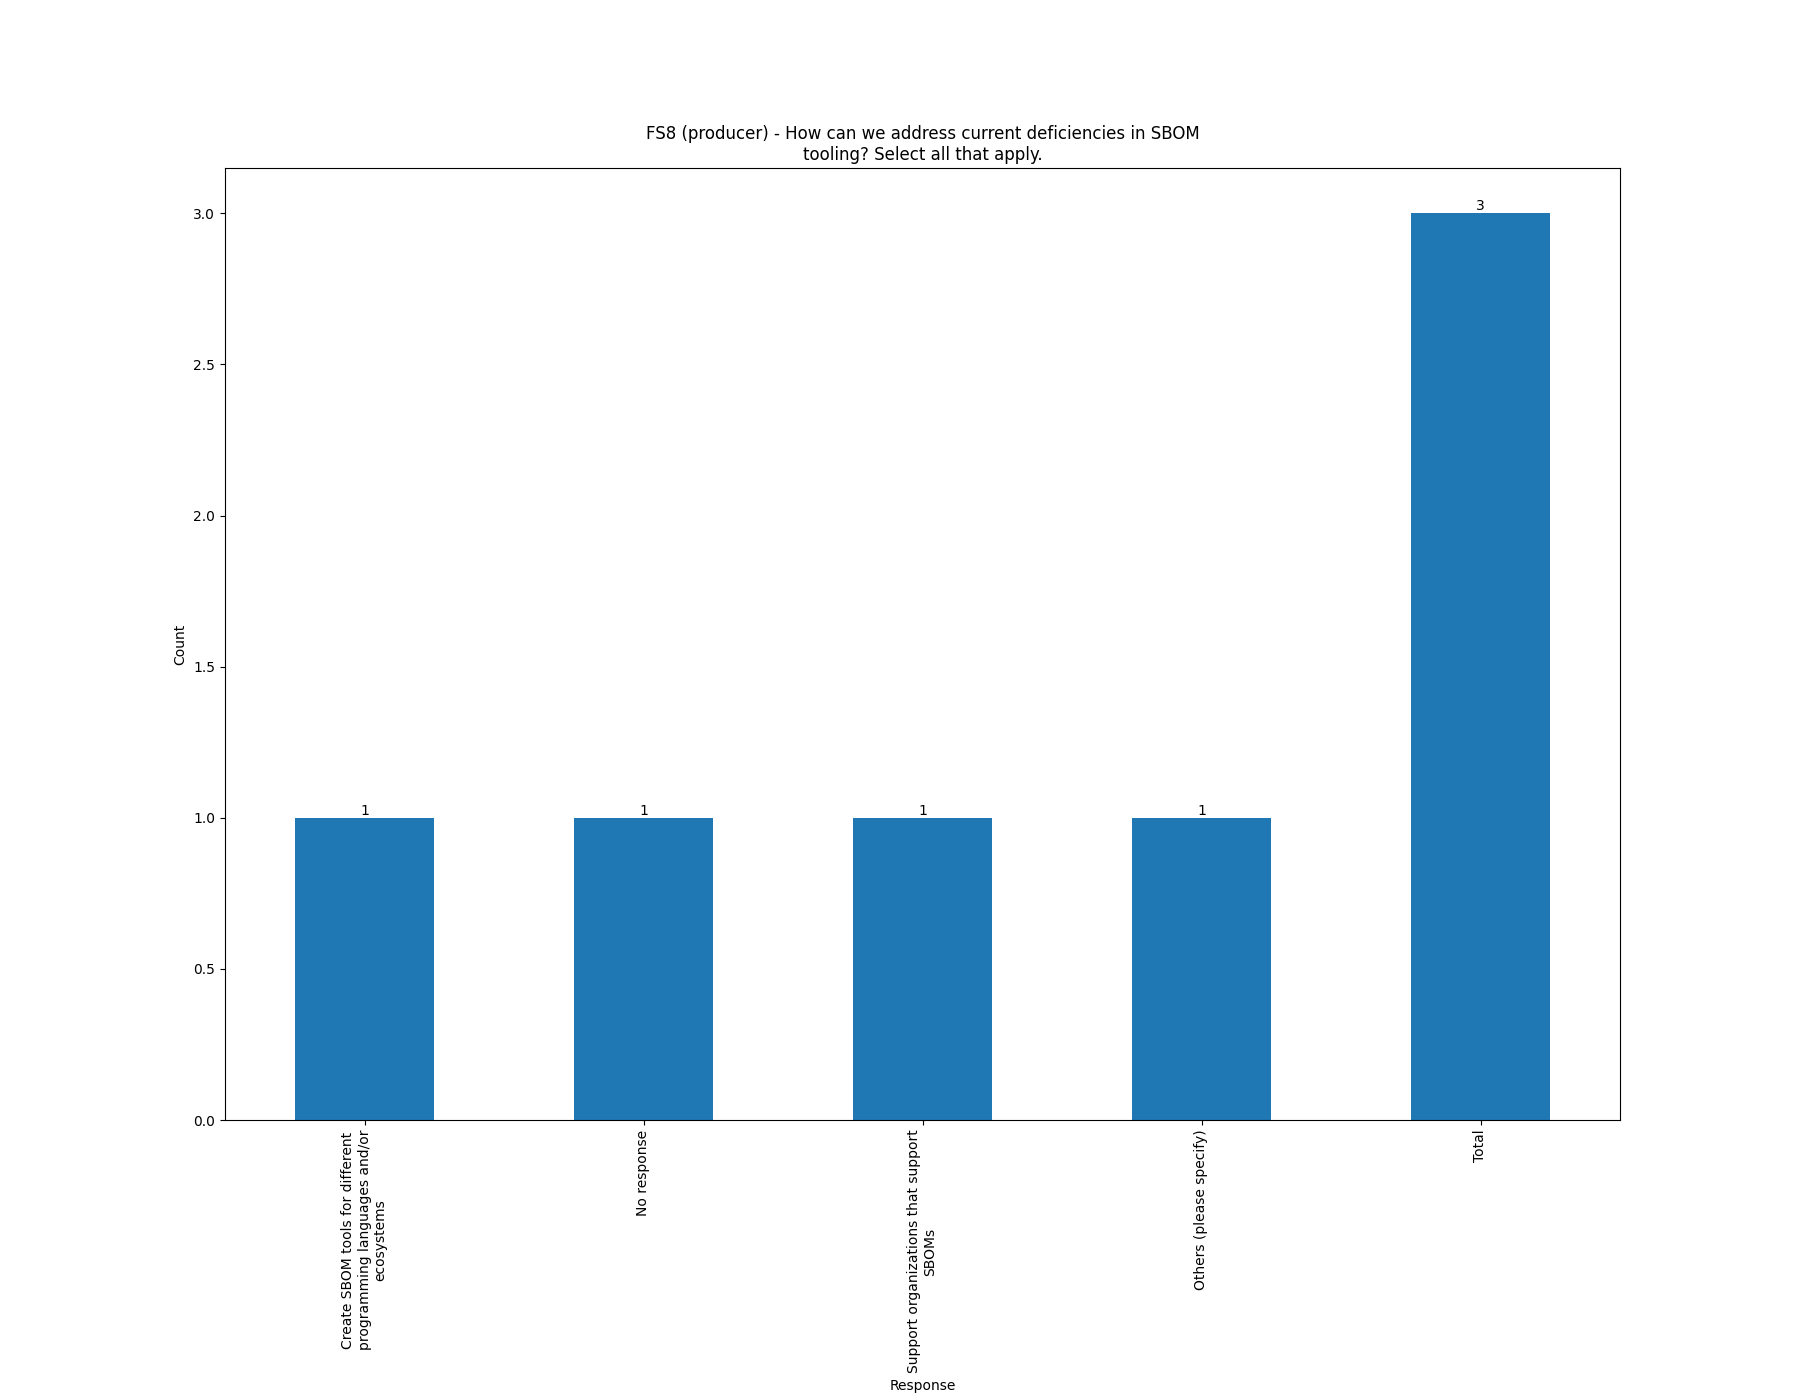 FS8 (producer) - How can we address current deficiencies in SBOM
tooling? Select all that apply.
Count
3.0
2.5
2.0
1.5
1.0
0.5
0.0
1
1
1
1
3
Create SBOM tools for different
programming languages and/or
ecosystems
No response
Support organizations that support
SBOMs
Others (please specify)
Total
Response